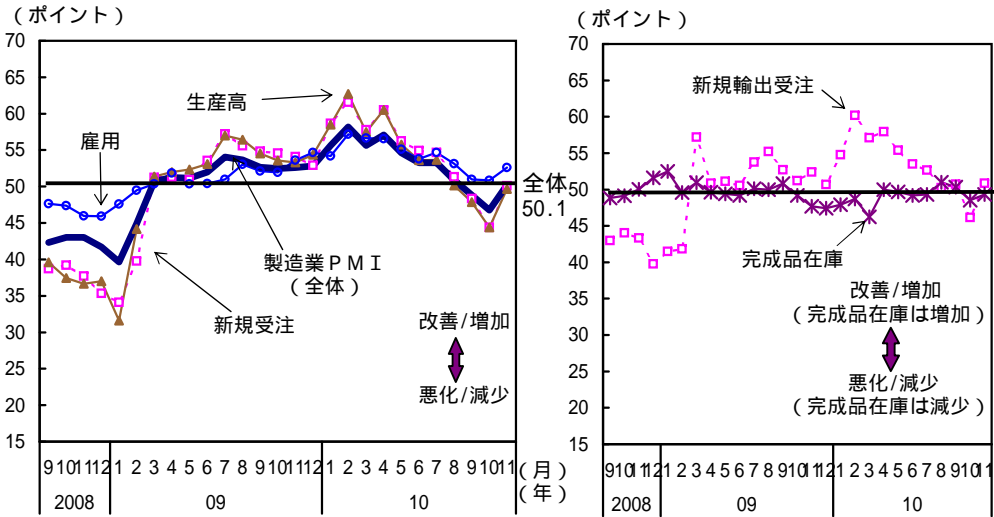 （ポイント）
70
65
60
55
50
45
40
35
30
25
20
15
生産高
雇用
全体
50.1
製造業ＰＭＩ
（全体）
新規受注
改善/増加
悪化/減少
9 10 11 12 1 2 3 4 5 6 7 8 9 10 11 12 1 2 3 4 5 6 7 8 9 10 11 （月）
2008 09 10 （年）
（ポイント）
70
65
60
55
50
45
40
35
30
25
20
15
新規輸出受注
完成品在庫
改善/増加
（完成品在庫は増加）
悪化/減少
（完成品在庫は減少）
9 10 11 12 1 2 3 4 5 6 7 8 9 10 11 12 1 2 3 4 5 6 7 8 9 10 11
2008 09 10